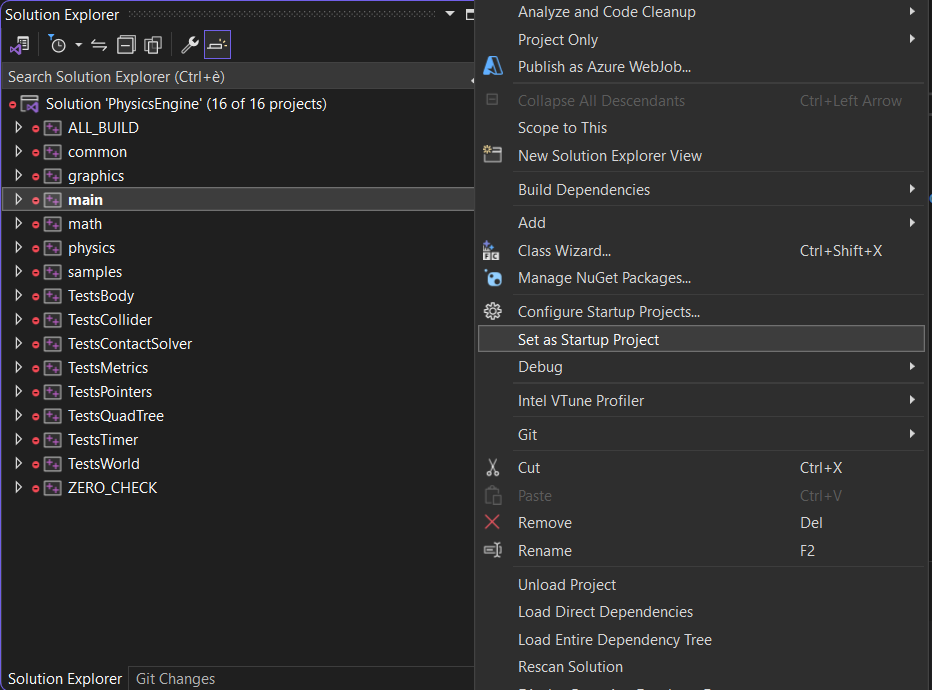 Solution Explorer
Search Solution Explorer (Ctrl+è)
Solution 'PhysicsEngine' (16 of 16 projects)
ALL_BUILD
common
graphics
main
math
physics
samples
TestsBody
TestsCollider
TestsContactSolver
TestsMetrics
TestsPointers
TestsQuadTree
TestsTimer
TestsWorld
ZERO_CHECK
Solution Explorer Git Changes
Analyze and Code Cleanup
Project Only
Publish as Azure WebJob...
Collapse All Descendants Ctrl+Left Arrow
Scope to This
New Solution Explorer View
Build Dependencies
Add
Class Wizard... Ctrl+Shift+X
Manage NuGet Packages...
Configure Startup Projects...
Set as Startup Project
Debug
Intel VTune Profiler
Git
Cut Ctrl+X
Paste Ctrl+V
Remove Del
Rename F2
Unload Project
Load Direct Dependencies
Load Entire Dependency Tree
Rescan Solution